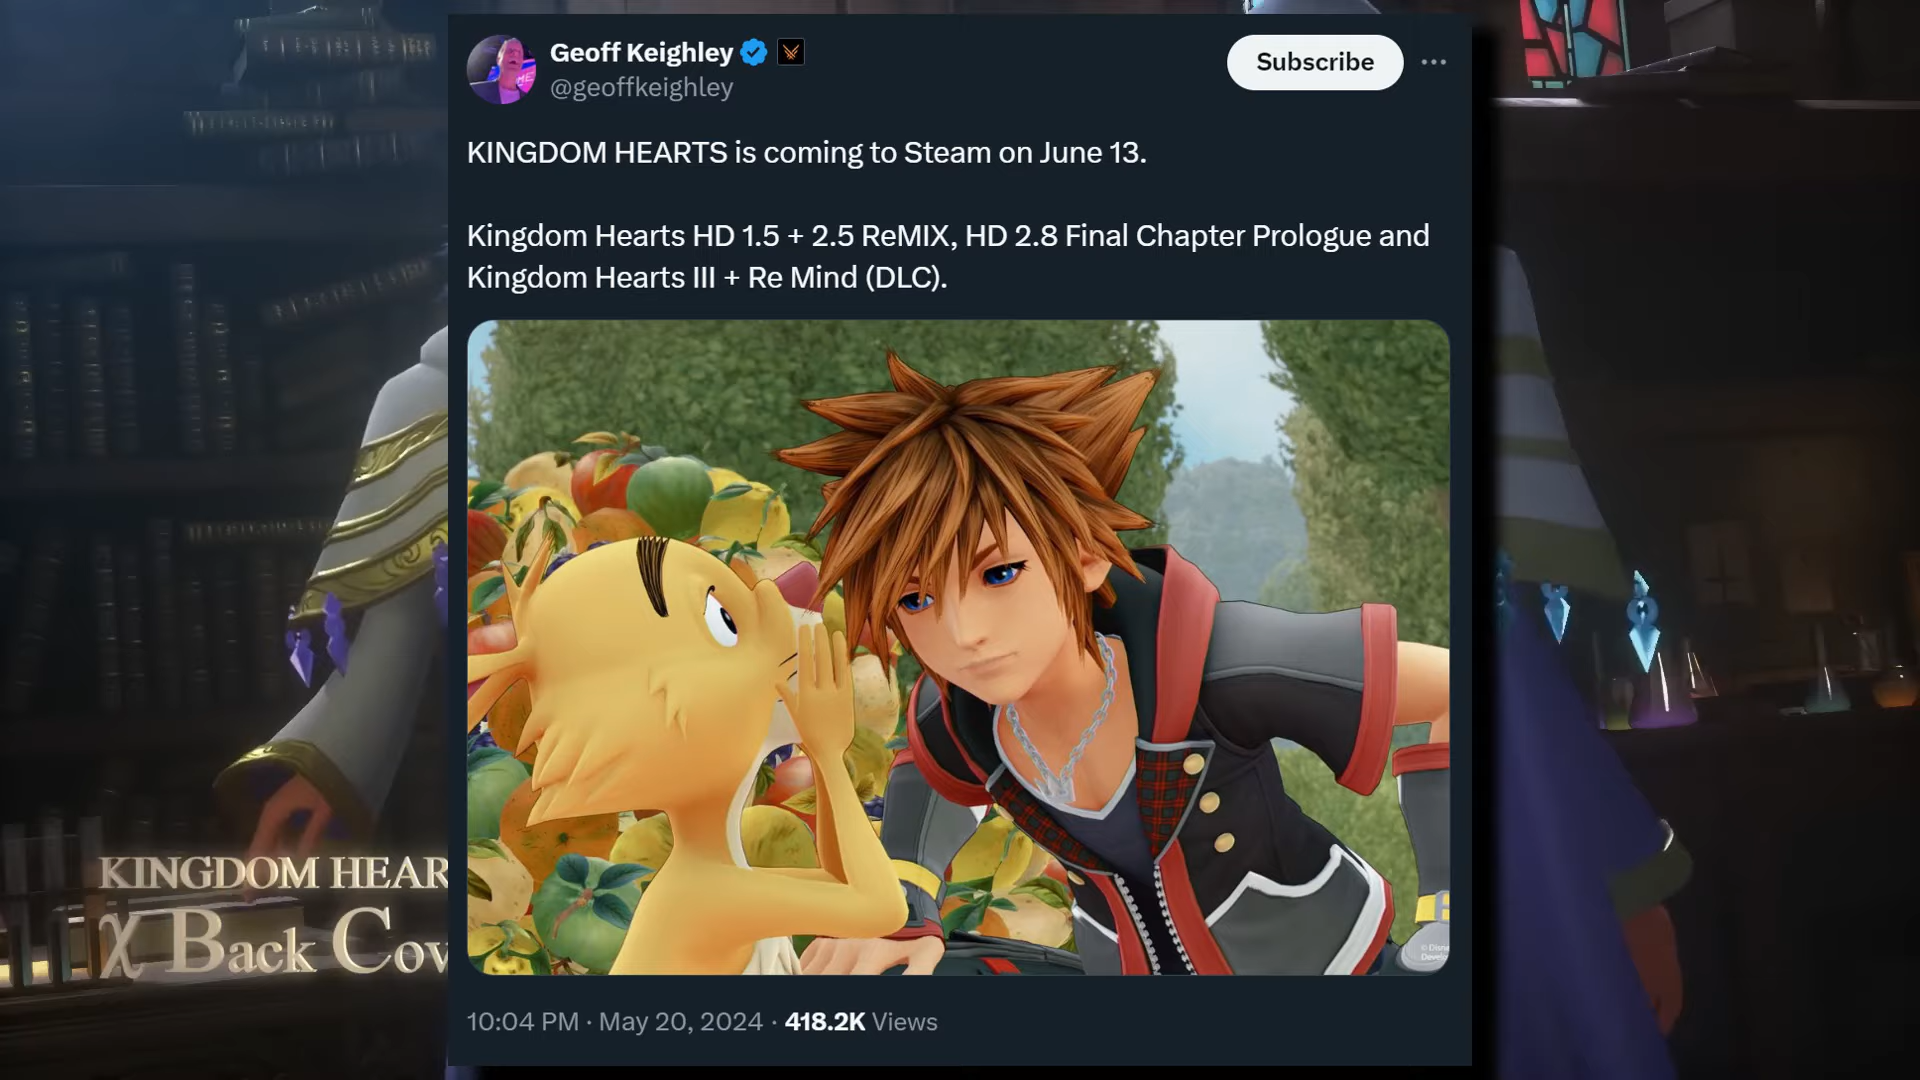 Geoff Keighley
@geoffkeighley
Subscribe
KINGDOM HEARTS is coming to Steam on June 13.
Kingdom Hearts HD 1.5 + 2.5 ReMIX, HD 2.8 Final Chapter Prologue and
Kingdom Hearts III + Re Mind (DLC).
© Disne
Develo
10:04 PM · May 20, 2024 · 418.2K Views
KINGDOM HEAR
χ Back Cov